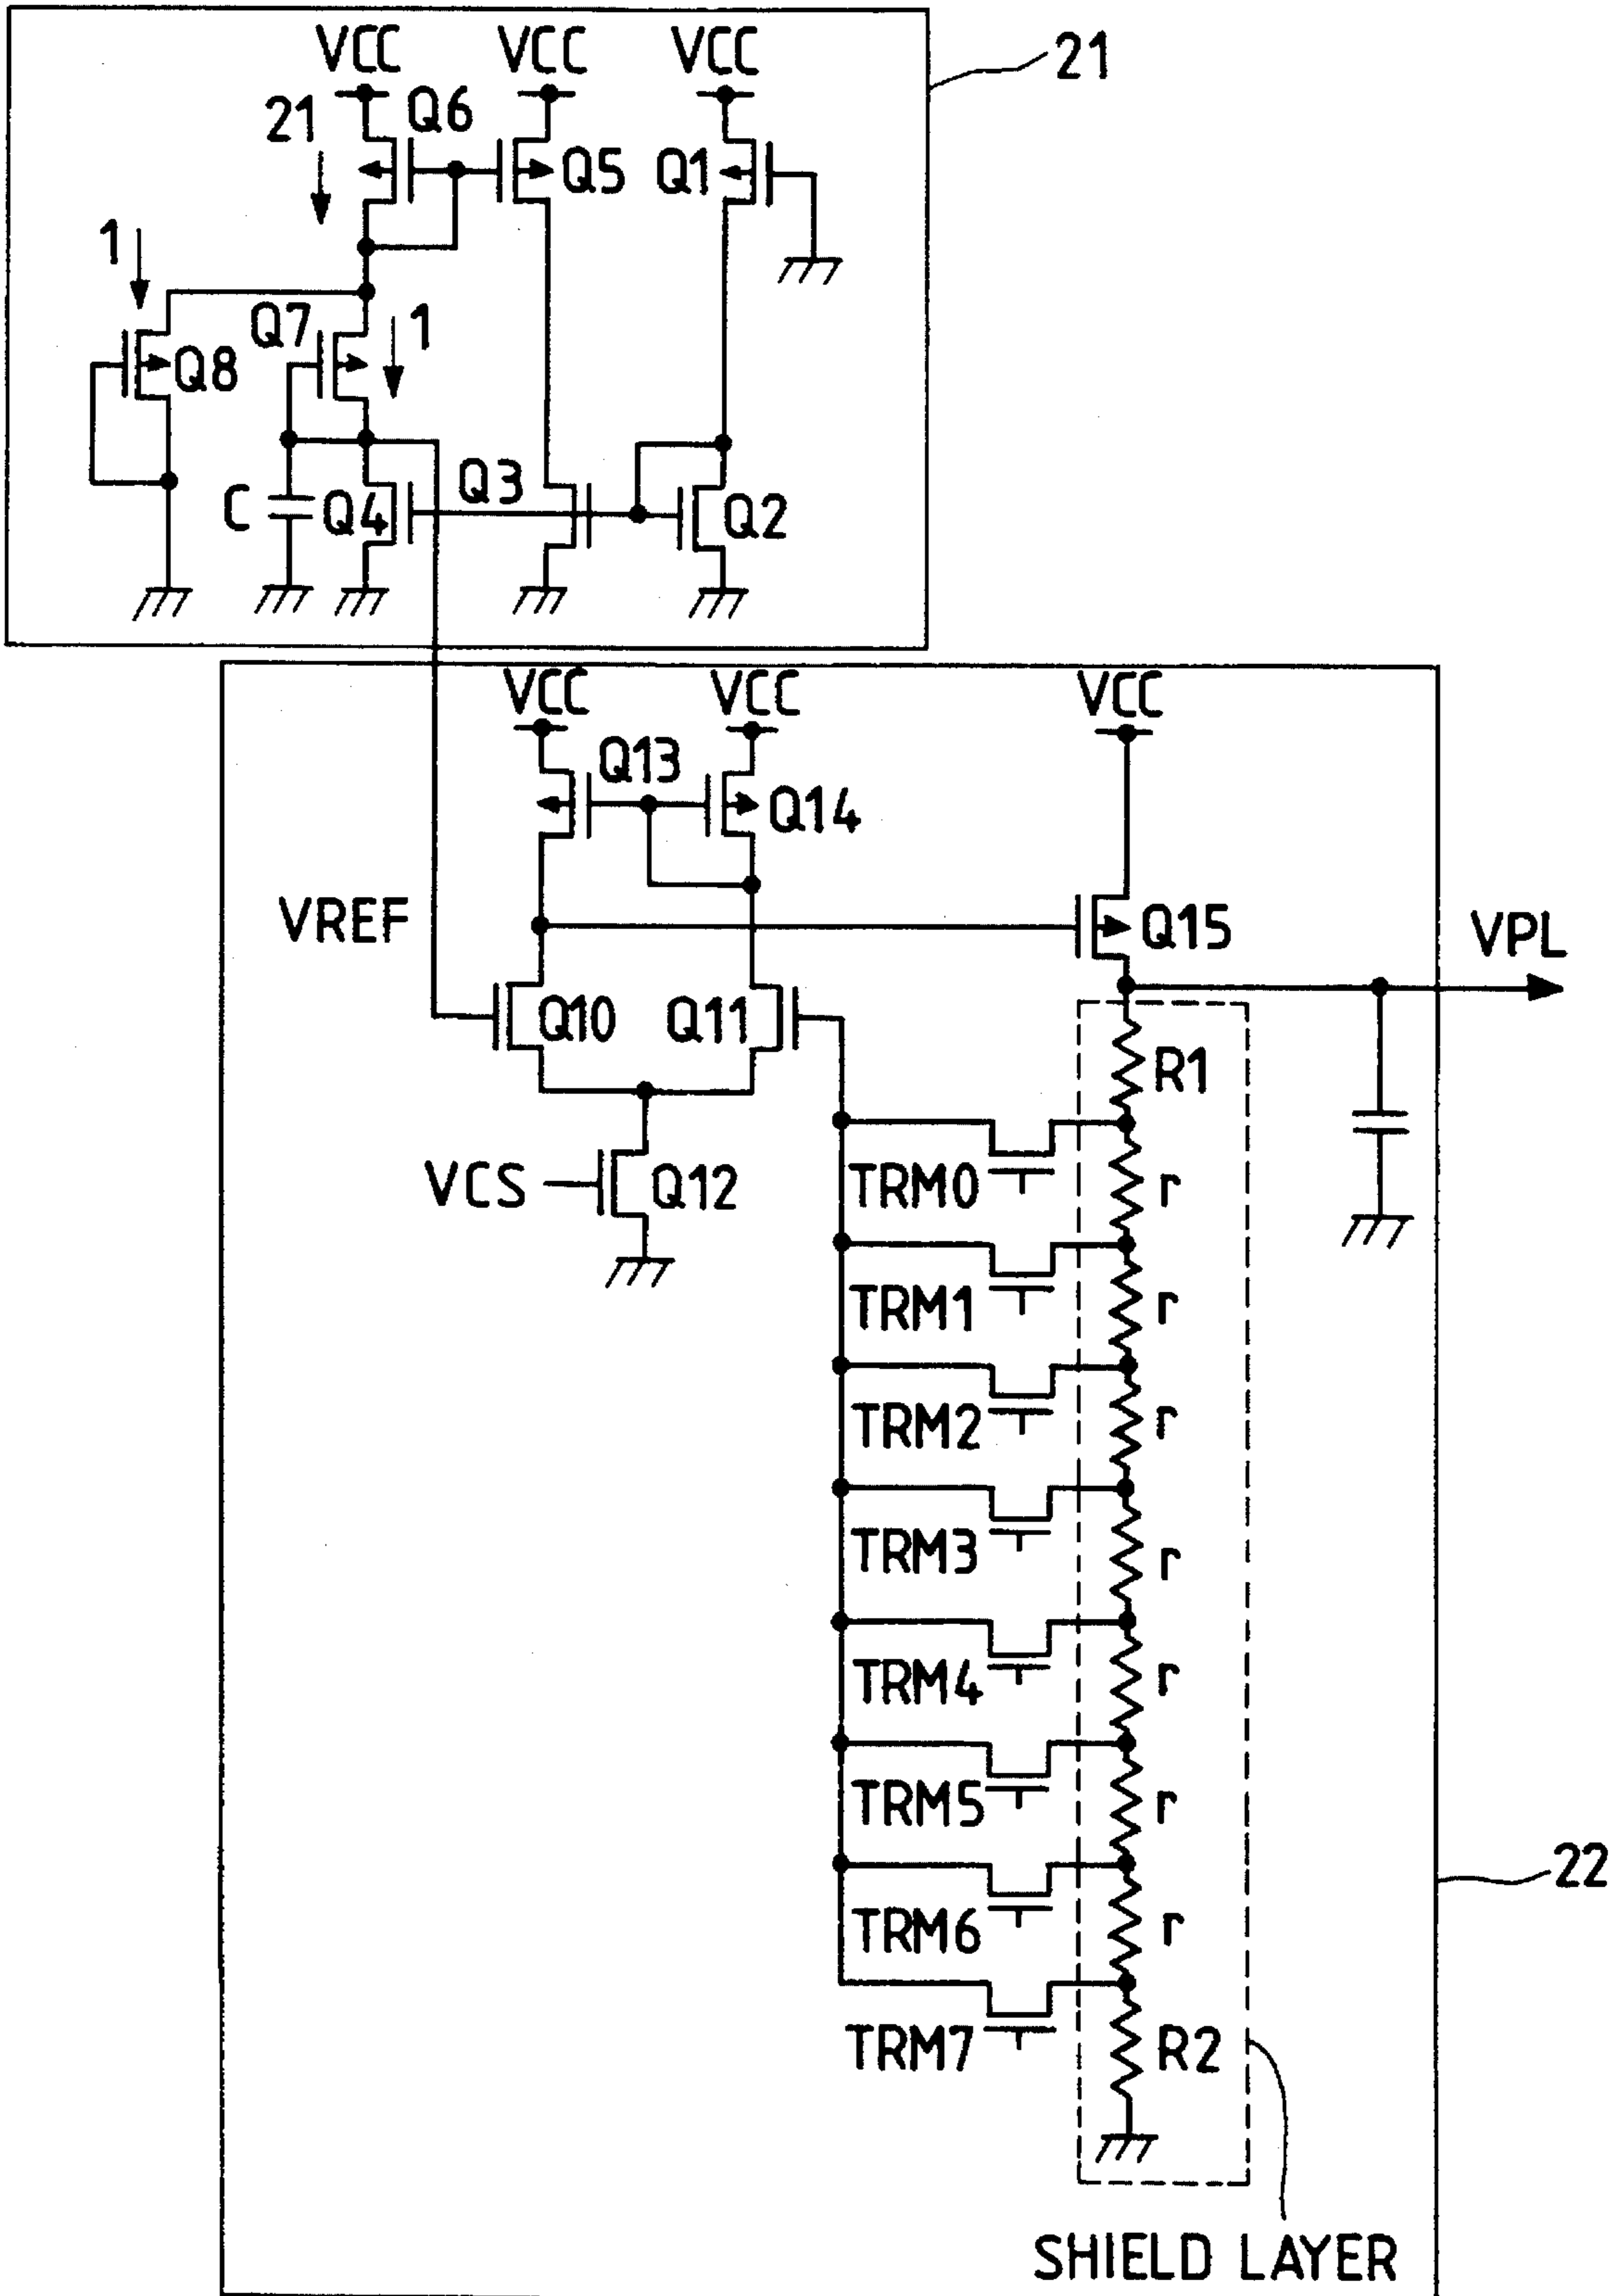 VCC VCC VCC
21
21 Q6
Q5 Q1
1
Q7 1
Q8
C Q4 Q3 Q2
VCC VCC VCC
Q13
Q14
VREF
Q15 VPL
Q10 Q11
R1
VCS Q12
TRM0 r
TRM1 r
TRM2 r
TRM3 r
TRM4 r
TRM5 r
22
TRM6 r
TRM7 R2
SHIELD LAYER